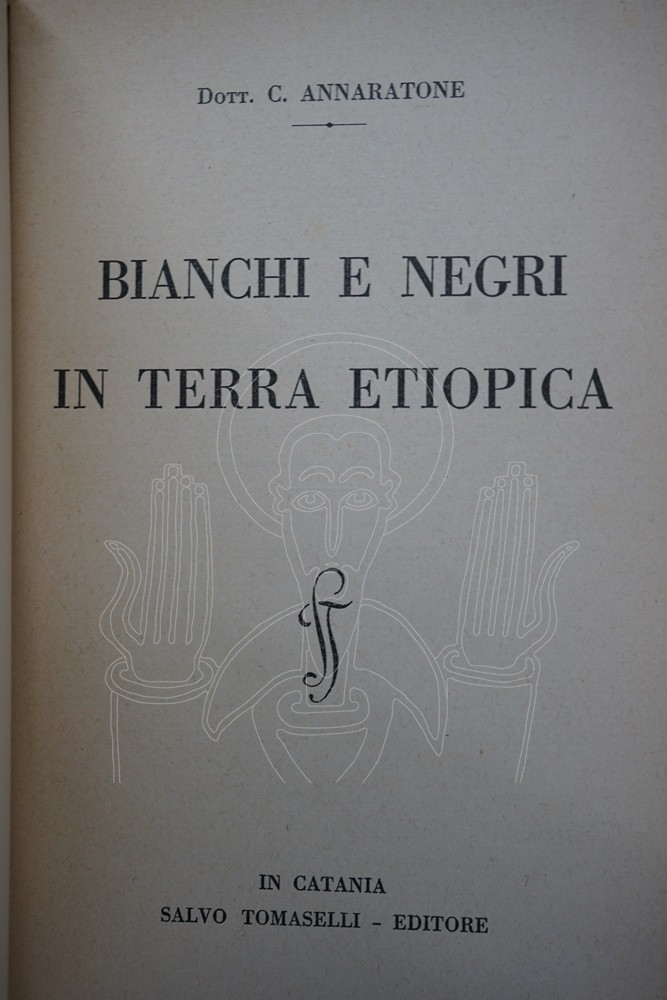 Dott. C. ANNARATONE
BIANCHI E NEGRI
IN TERRA ETIOPICA
IN CATANIA
SALVO TOMASELLI - EDITORE